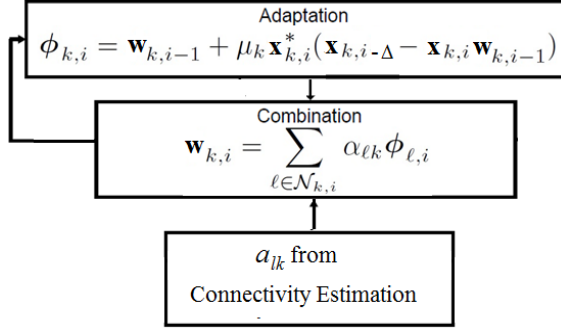 Adaptation
ϕ_{k,i} = w_{k,i−1} + μ_k x*_{k,i}(x_{k,i-Δ} − x_{k,i} w_{k,i−1})
Combination
w_{k,i} = ∑_{ℓ∈N_{k,i}} α_{ℓk} ϕ_{ℓ,i}
a_{lk} from
Connectivity Estimation